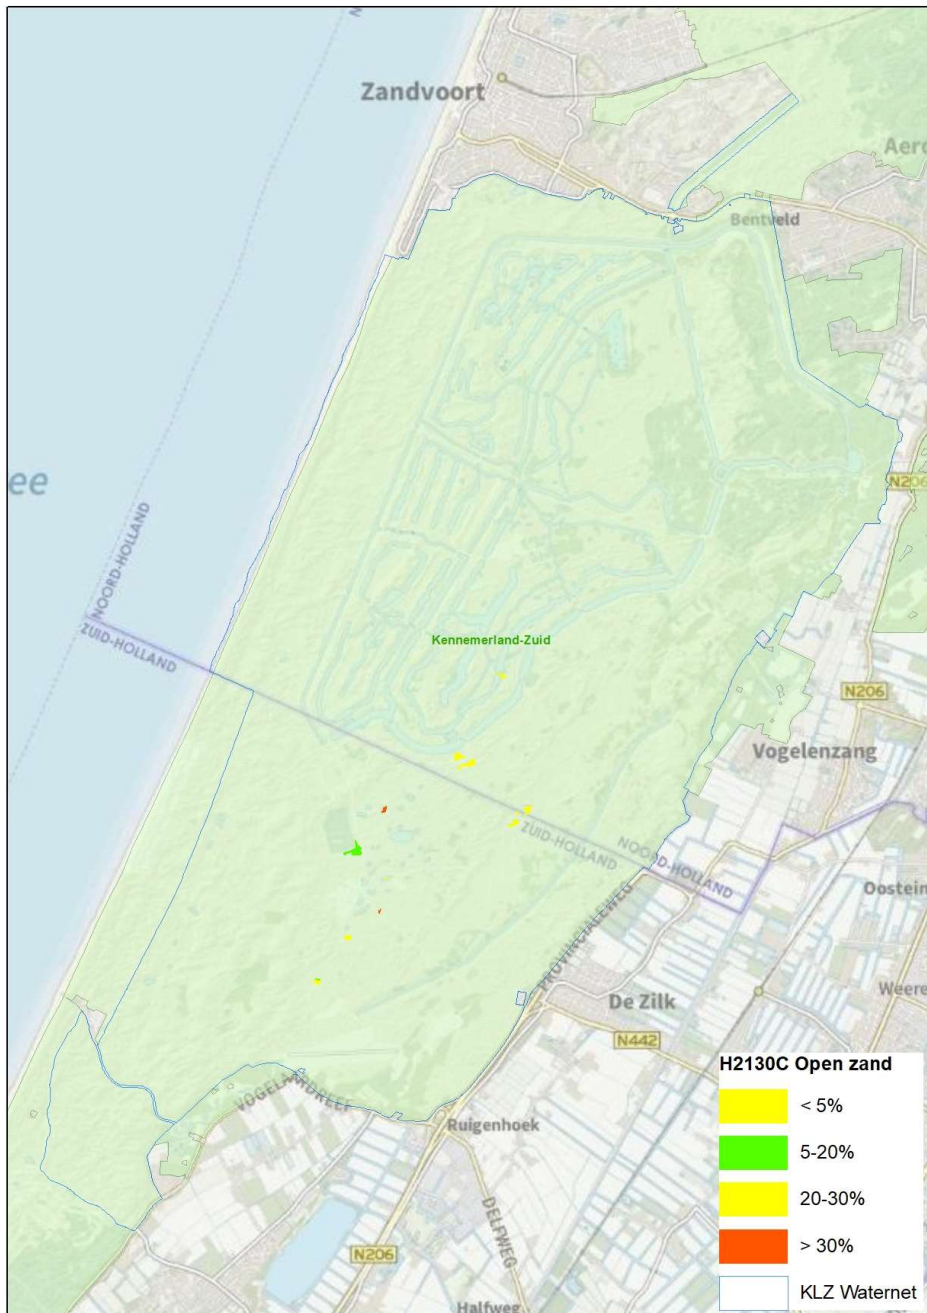 Zandvoort
Aero
Bentveld
ee
N206
NOORD-HOLLAND
ZUID-HOLLAND
Kennemerland-Zuid
N206
Vogelenzang
ZUID-HOLLAND
NOORD-HOLLAND
Oostein
PROVINCIALEWEG
De Zilk
Weere
N442
VOGELAARDREEF
Ruigenhoek
DELFWEG
N206
Halfweg
H2130C Open zand
< 5%
5-20%
20-30%
> 30%
KLZ Waternet